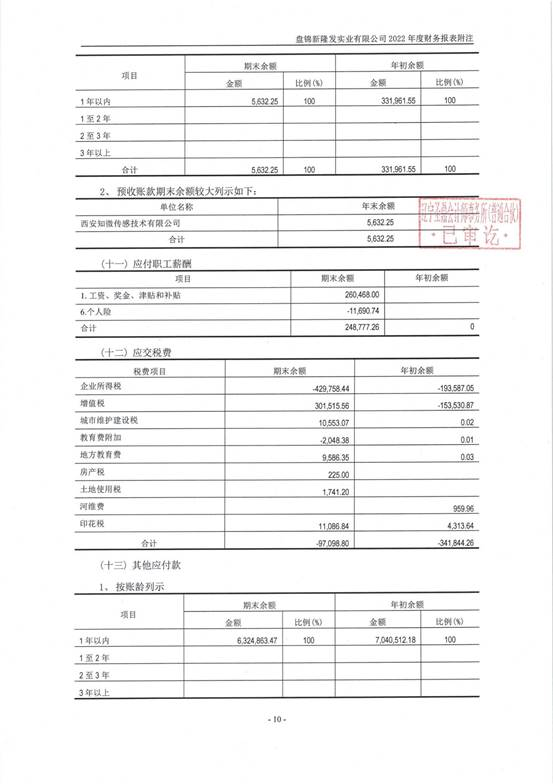 盘锦新隆发实业有限公司 2022 年度财务报表附注
项目 期末余额 年初余额
金额 比例(%) 金额 比例(%)
1 年以内 5,632.25 100 331,961.55 100
1 至 2 年
2 至 3 年
3 年以上
合计 5,632.25 100 331,961.55 100
2、预收账款期末余额较大列示如下:
单位名称 年末余额
西安知微传感技术有限公司 5,632.25
合计 5,632.25
辽宁圣鼎会计师事务所(普通合伙)
·已审讫·
(十一) 应付职工薪酬
项目 期末余额 年初余额
1.工资、奖金、津贴和补贴 260,468.00
6.个人险 -11,690.74
合计 248,777.26 0
(十二) 应交税费
税费项目 期末余额 年初余额
企业所得税 -429,758.44 -193,587.05
增值税 301,515.56 -153,530.87
城市维护建设税 10,553.07 0.02
教育费附加 -2,048.38 0.01
地方教育费 9,586.35 0.03
房产税 225.00
土地使用税 1,741.20
河维费 959.96
印花税 11,086.84 4,313.64
合计 -97,098.80 -341,844.26
(十三) 其他应付款
1、 按账龄列示
项目 期末余额 年初余额
金额 比例(%) 金额 比例(%)
1 年以内 6,324,863.47 100 7,040,512.18 100
1 至 2 年
2 至 3 年
3 年以上
- 10 -